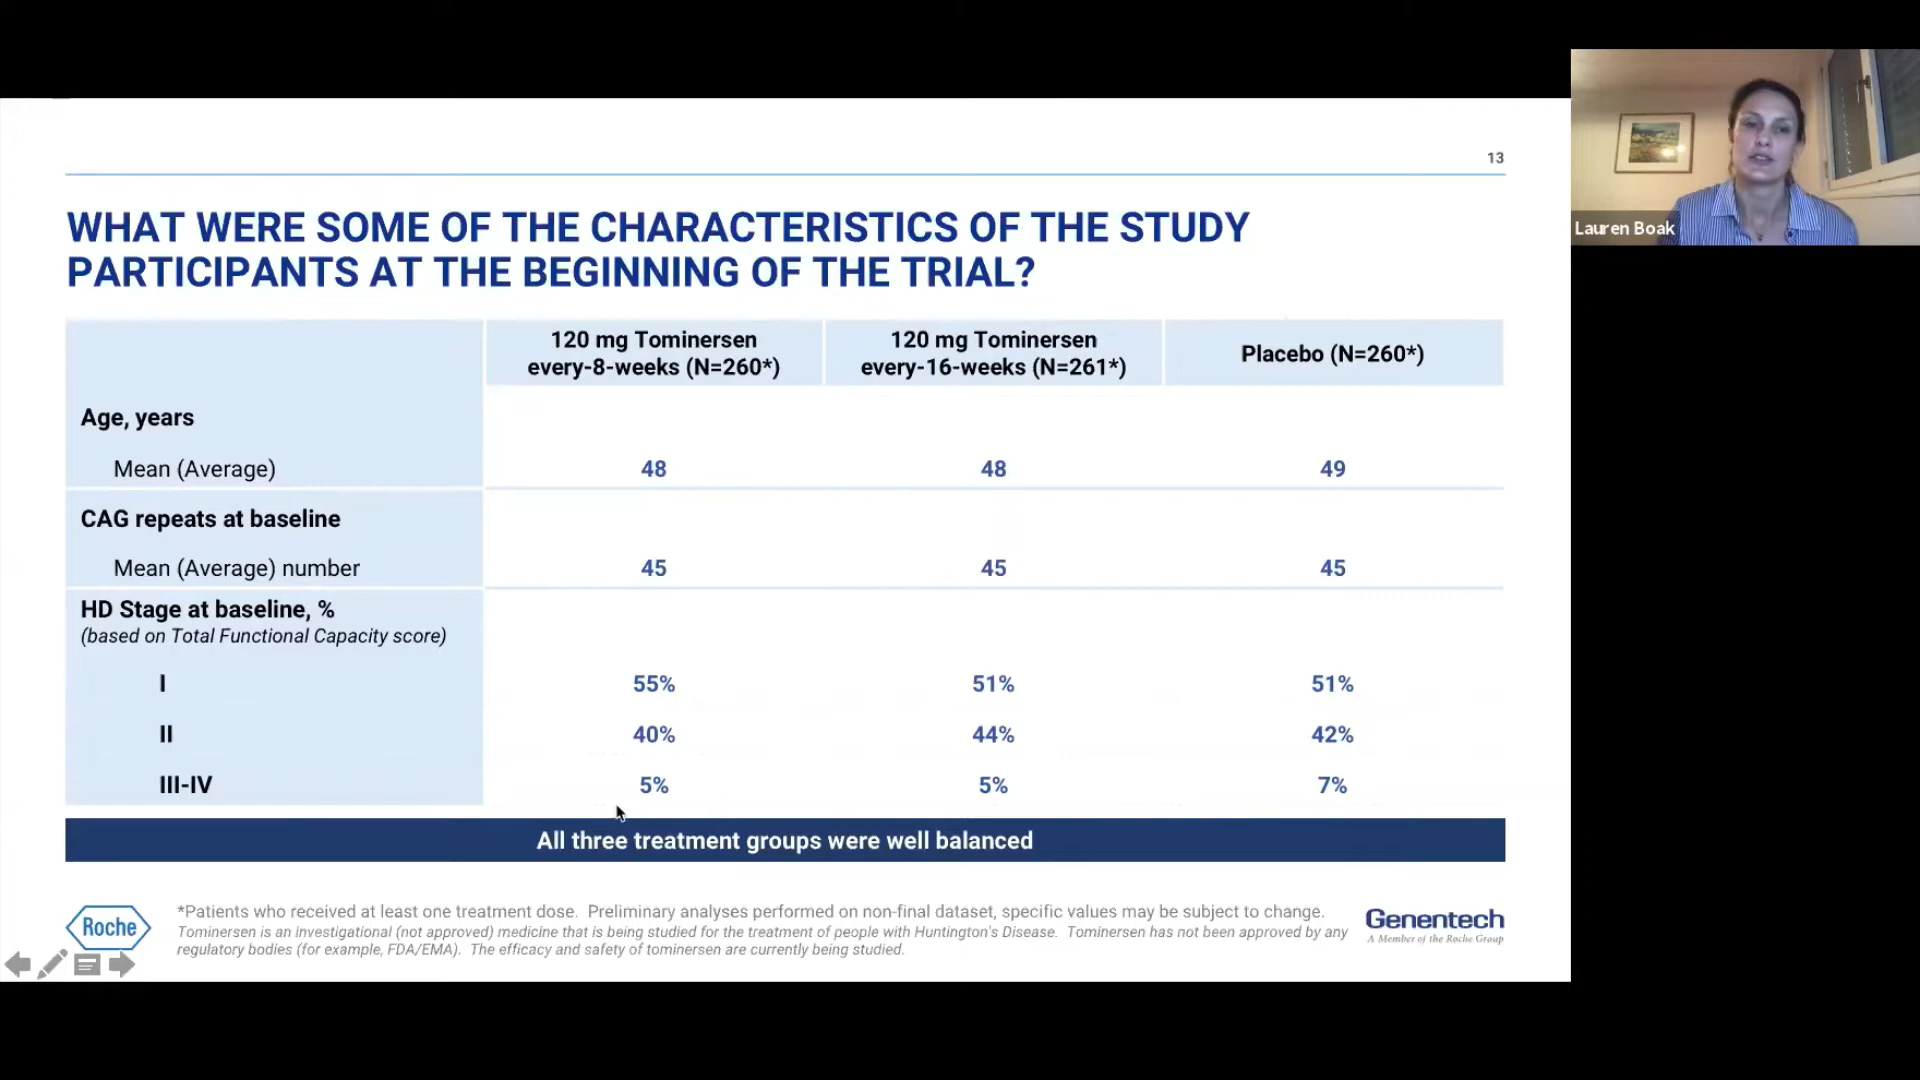 13
WHAT WERE SOME OF THE CHARACTERISTICS OF THE STUDY
PARTICIPANTS AT THE BEGINNING OF THE TRIAL?
120 mg Tominersen
every-8-weeks (N=260*)
120 mg Tominersen
every-16-weeks (N=261*)
Placebo (N=260*)
Age, years
Mean (Average) 48 48 49
CAG repeats at baseline
Mean (Average) number 45 45 45
HD Stage at baseline, %
(based on Total Functional Capacity score)
I 55% 51% 51%
II 40% 44% 42%
III-IV 5% 5% 7%
All three treatment groups were well balanced
Roche
*Patients who received at least one treatment dose. Preliminary analyses performed on non-final dataset, specific values may be subject to change.
Tominersen is an investigational (not approved) medicine that is being studied for the treatment of people with Huntington's Disease. Tominersen has not been approved by any
regulatory bodies (for example, FDA/EMA). The efficacy and safety of tominersen are currently being studied.
Genentech
A Member of the Roche Group
Lauren Boak